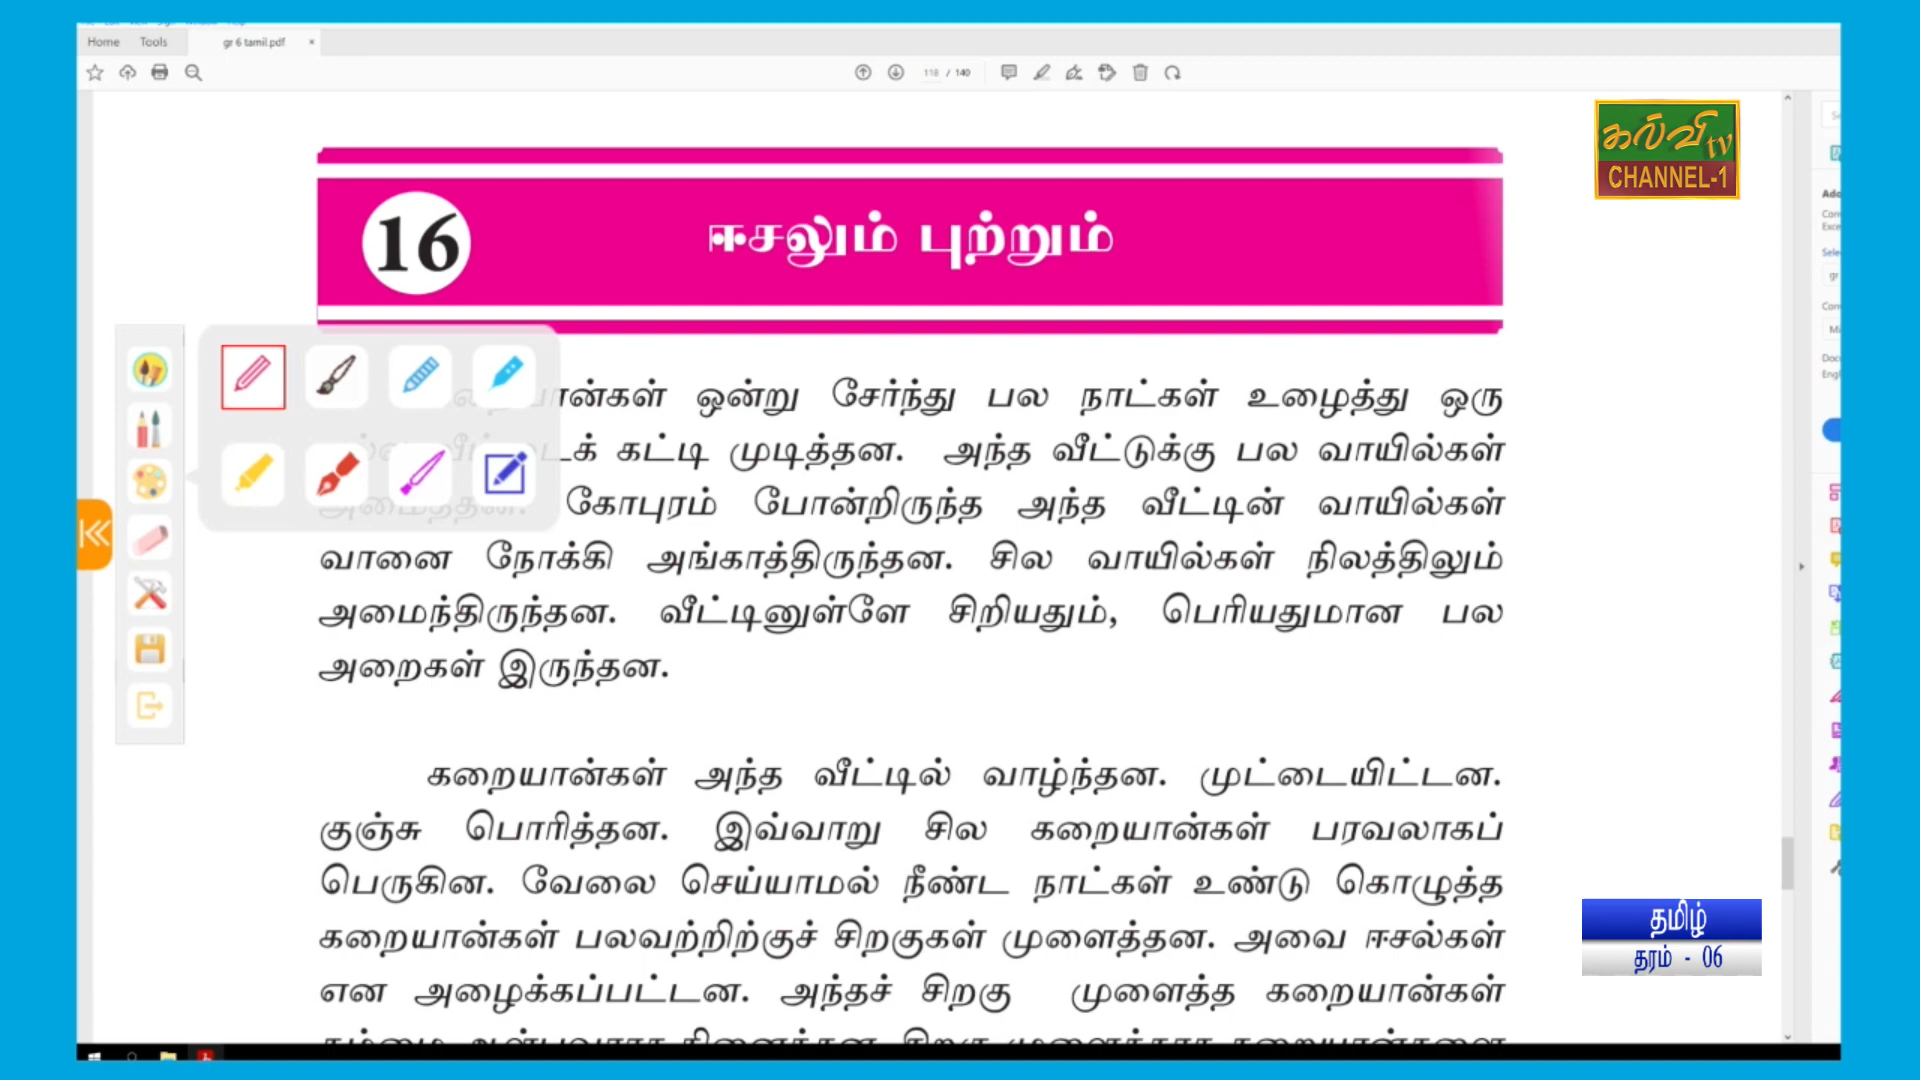 Home Tools gr 6 tamil.pdf ×
118 / 140
கல்வி tv
CHANNEL-1
16
ஈசலும் புற்றும்
ஒன்று சேர்ந்து பல நாட்கள் உழைத்து ஒரு
கட்டி முடித்தன. அந்த வீட்டுக்கு பல வாயில்கள்
கோபுரம் போன்றிருந்த அந்த வீட்டின் வாயில்கள்
வானை நோக்கி அங்காத்திருந்தன. சில வாயில்கள் நிலத்திலும்
அமைந்திருந்தன. வீட்டினுள்ளே சிறியதும், பெரியதுமான பல
அறைகள் இருந்தன.
கறையான்கள் அந்த வீட்டில் வாழ்ந்தன. முட்டையிட்டன.
குஞ்சு பொரித்தன. இவ்வாறு சில கறையான்கள் பரவலாகப்
பெருகின. வேலை செய்யாமல் நீண்ட நாட்கள் உண்டு கொழுத்த
கறையான்கள் பலவற்றிற்குச் சிறகுகள் முளைத்தன. அவை ஈசல்கள்
என அழைக்கப்பட்டன. அந்தச் சிறகு முளைத்த கறையான்கள்
தமிழ்
தரம் - 06